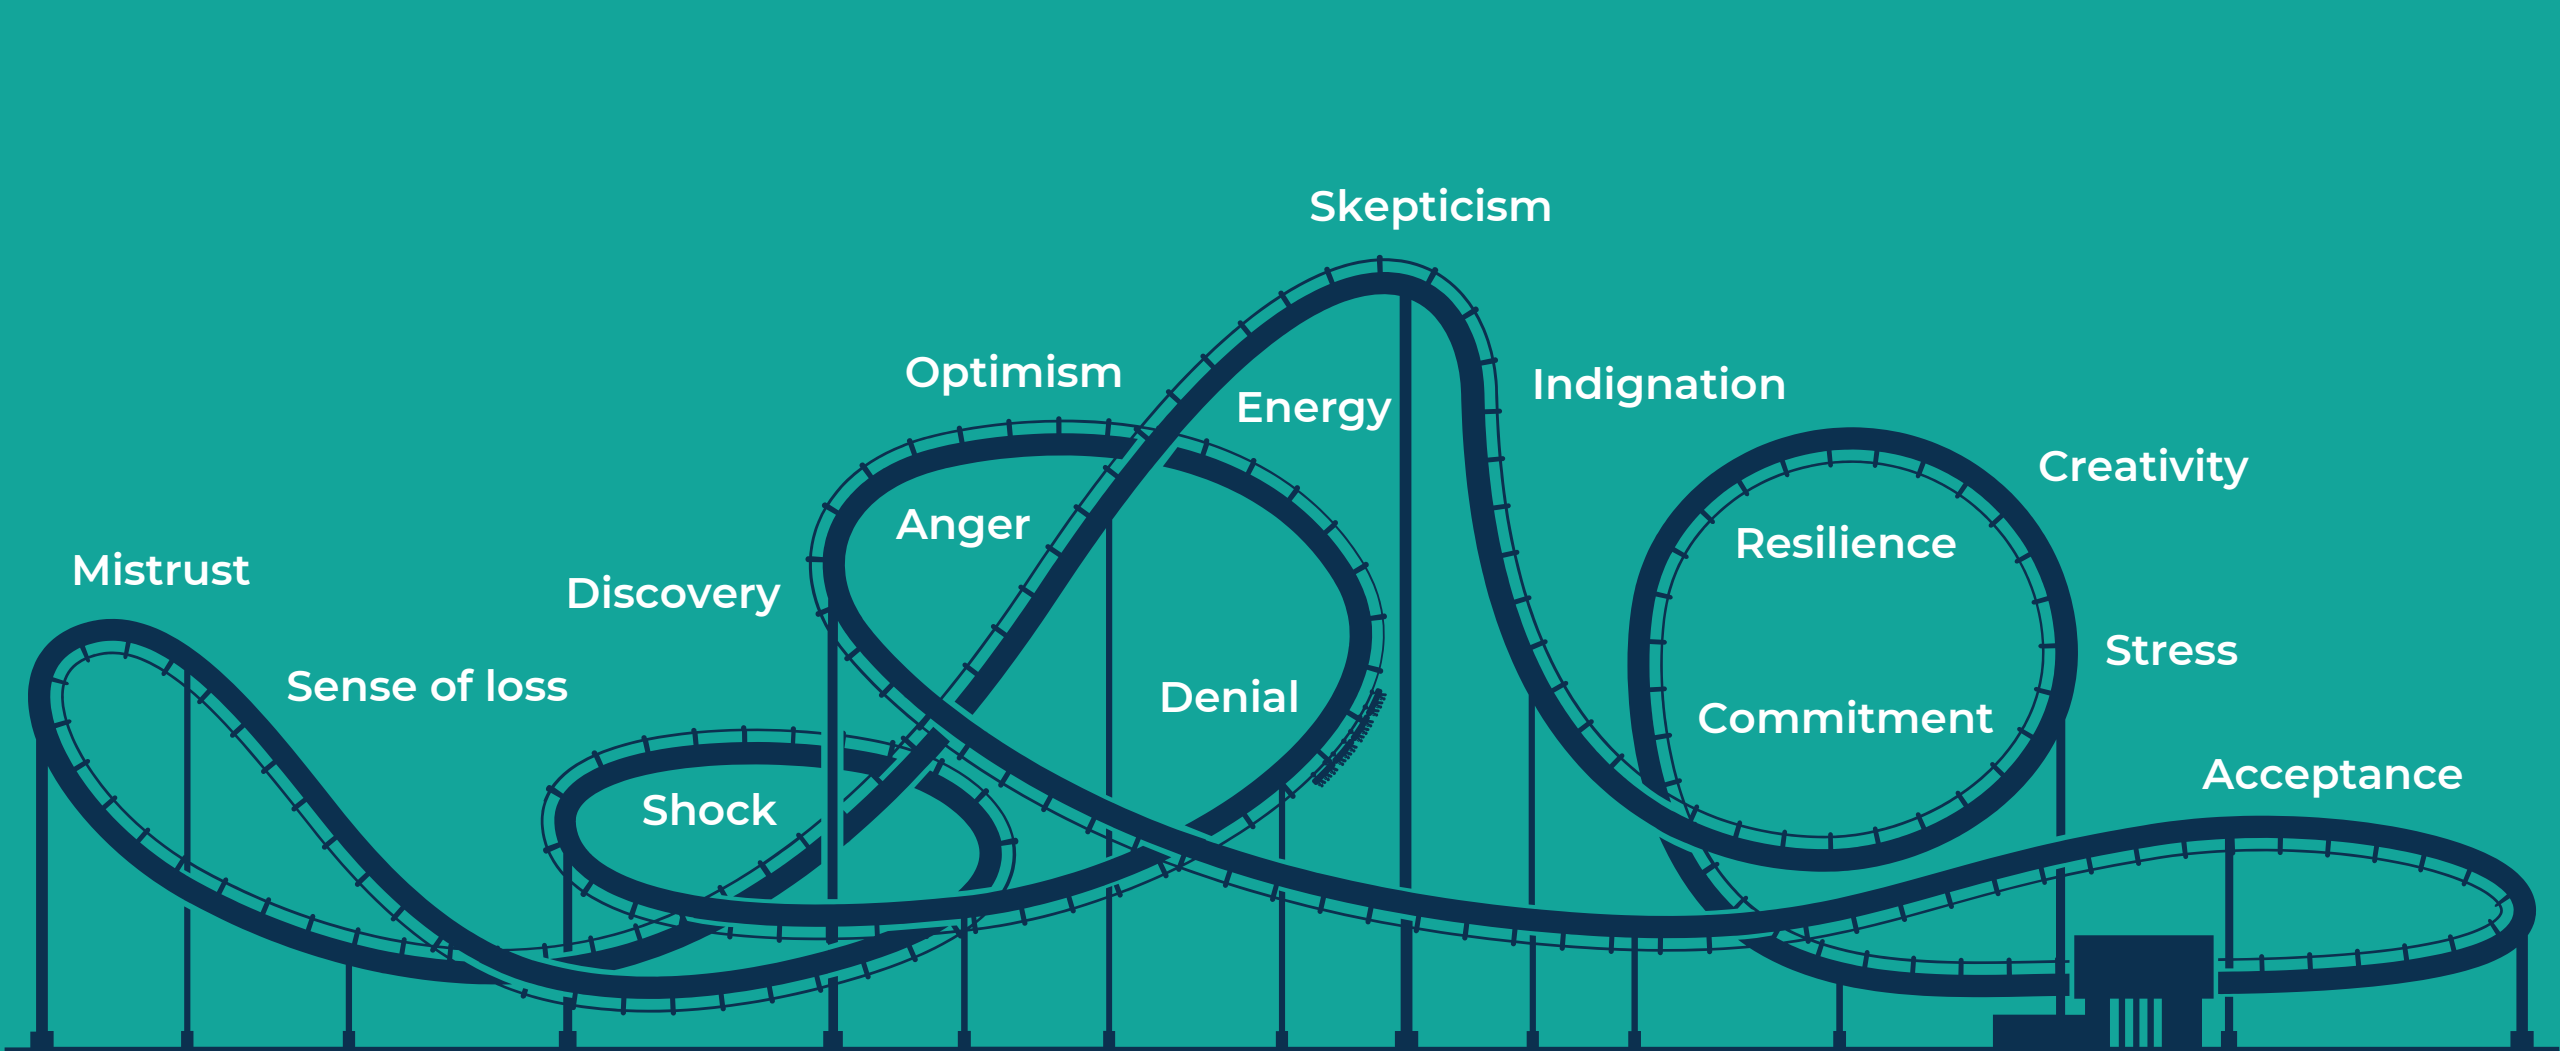 Skepticism
Optimism
Energy
Indignation
Creativity
Anger
Resilience
Mistrust
Discovery
Stress
Sense of loss
Denial
Commitment
Acceptance
Shock